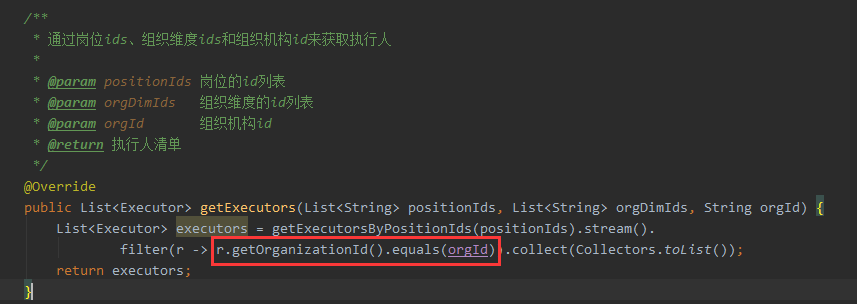 /**
* 通过岗位ids、组织维度ids和组织机构id来获取执行人
*
* @param positionIds 岗位的id列表
* @param orgDimIds 组织维度的id列表
* @param orgId 组织机构id
* @return 执行人清单
*/
@Override
public List<Executor> getExecutors(List<String> positionIds, List<String> orgDimIds, String orgId) {
List<Executor> executors = getExecutorsByPositionIds(positionIds).stream().
filter(r -> r.getOrganizationId().equals(orgId)).collect(Collectors.toList());
return executors;
}